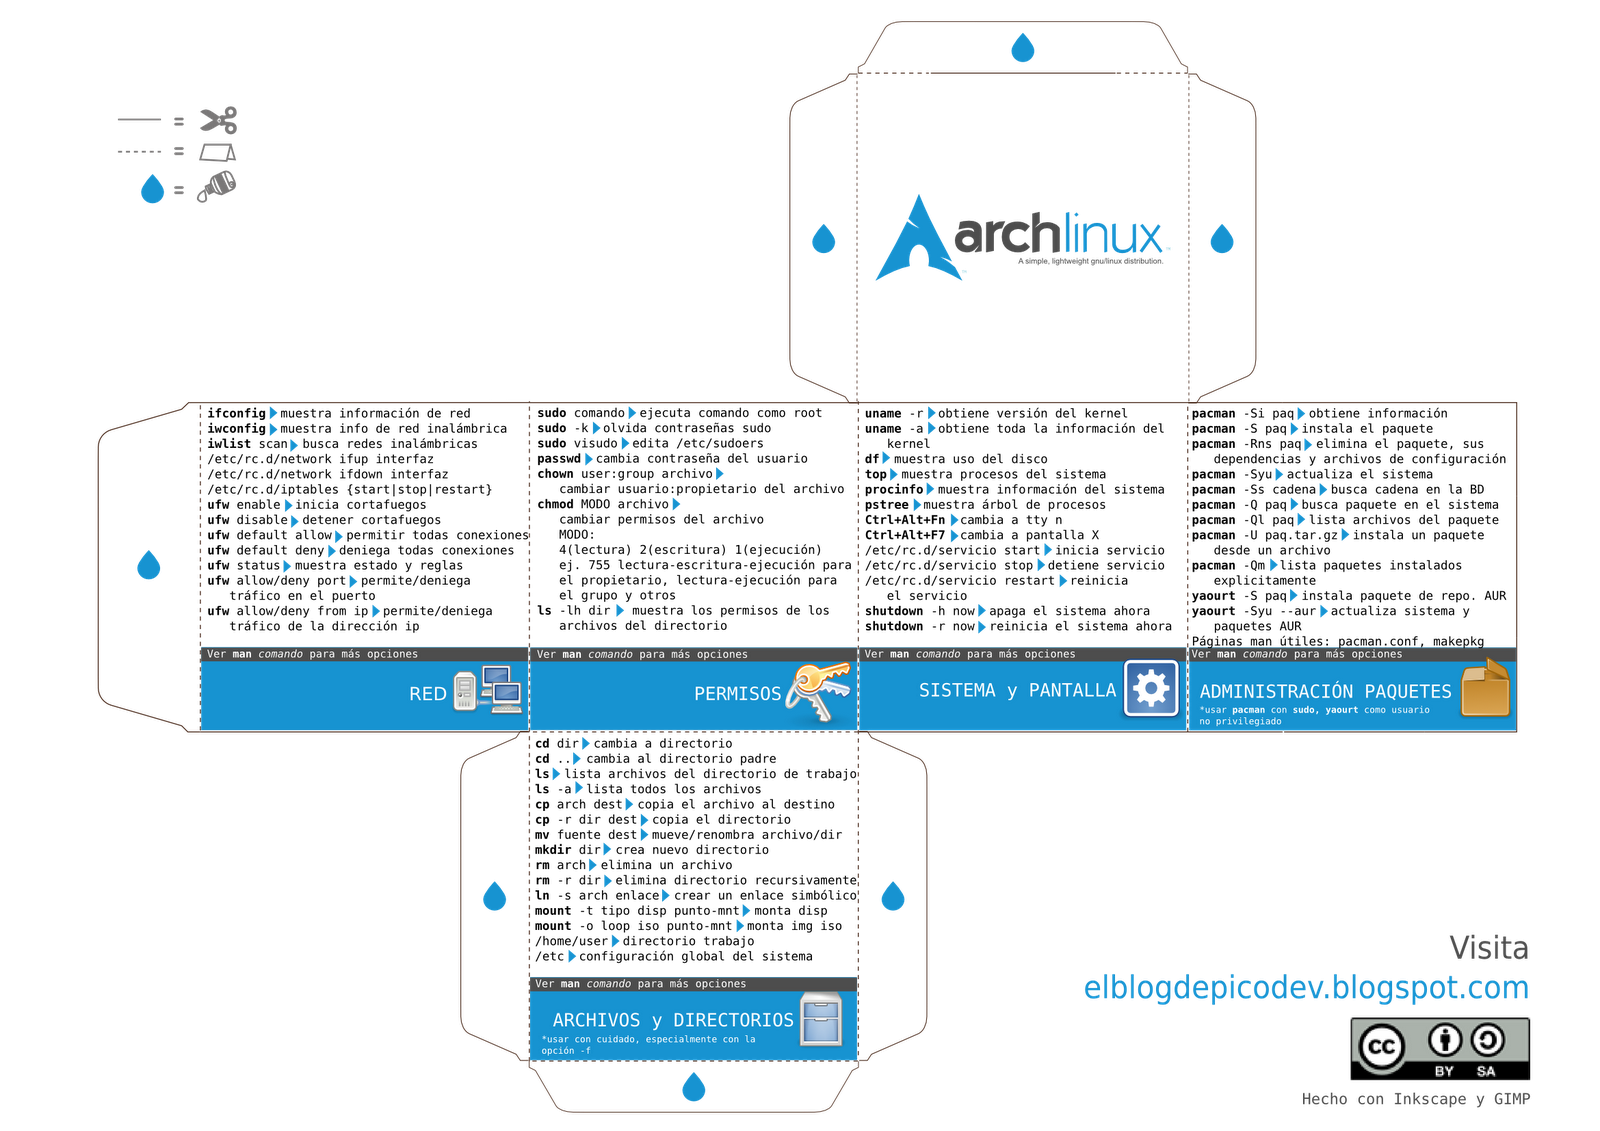 archlinux
A simple, lightweight gnu/linux distribution.
ifconfig muestra información de red
iwconfig muestra info de red inalámbrica
iwlist scan busca redes inalámbricas
/etc/rc.d/network ifup interfaz
/etc/rc.d/network ifdown interfaz
/etc/rc.d/iptables {start|stop|restart}
ufw enable inicia cortafuegos
ufw disable detener cortafuegos
ufw default allow permitir todas conexiones
ufw default deny deniega todas conexiones
ufw status muestra estado y reglas
ufw allow/deny port permite/deniega
tráfico en el puerto
ufw allow/deny from ip permite/deniega
tráfico de la dirección ip
Ver man comando para más opciones
RED
sudo comando ejecuta comando como root
sudo -k olvida contraseñas sudo
sudo visudo edita /etc/sudoers
passwd cambia contraseña del usuario
chown user:group archivo
cambiar usuario:propietario del archivo
chmod MODO archivo
cambiar permisos del archivo
MODO:
4(lectura) 2(escritura) 1(ejecución)
ej. 755 lectura-escritura-ejecución para
el propietario, lectura-ejecución para
el grupo y otros
ls -lh dir muestra los permisos de los
archivos del directorio
Ver man comando para más opciones
PERMISOS
uname -r obtiene versión del kernel
uname -a obtiene toda la información del
kernel
df muestra uso del disco
top muestra procesos del sistema
procinfo muestra información del sistema
pstree muestra árbol de procesos
Ctrl+Alt+Fn cambia a tty n
Ctrl+Alt+F7 cambia a pantalla X
/etc/rc.d/servicio start inicia servicio
/etc/rc.d/servicio stop detiene servicio
/etc/rc.d/servicio restart reinicia
el servicio
shutdown -h now apaga el sistema ahora
shutdown -r now reinicia el sistema ahora
Ver man comando para más opciones
SISTEMA y PANTALLA
pacman -Si paq obtiene información
pacman -S paq instala el paquete
pacman -Rns paq elimina el paquete, sus
dependencias y archivos de configuración
pacman -Syu actualiza el sistema
pacman -Ss cadena busca cadena en la BD
pacman -Q paq busca paquete en el sistema
pacman -Ql paq lista archivos del paquete
pacman -U paq.tar.gz instala un paquete
desde un archivo
pacman -Qm lista paquetes instalados
explicitamente
yaourt -S paq instala paquete de repo. AUR
yaourt -Syu --aur actualiza sistema y
paquetes AUR
Páginas man útiles: pacman.conf, makepkg
Ver man comando para más opciones
ADMINISTRACIÓN PAQUETES
*usar pacman con sudo, yaourt como usuario
no privilegiado
cd dir cambia a directorio
cd .. cambia al directorio padre
ls lista archivos del directorio de trabajo
ls -a lista todos los archivos
cp arch dest copia el archivo al destino
cp -r dir dest copia el directorio
mv fuente dest mueve/renombra archivo/dir
mkdir dir crea nuevo directorio
rm arch elimina un archivo
rm -r dir elimina directorio recursivamente
ln -s arch enlace crear un enlace simbólico
mount -t tipo disp punto-mnt monta disp
mount -o loop iso punto-mnt monta img iso
/home/user directorio trabajo
/etc configuración global del sistema
Ver man comando para más opciones
ARCHIVOS y DIRECTORIOS
*usar con cuidado, especialmente con la
opción -f
Visita
elblogdepicodev.blogspot.com
cc BY SA
Hecho con Inkscape y GIMP